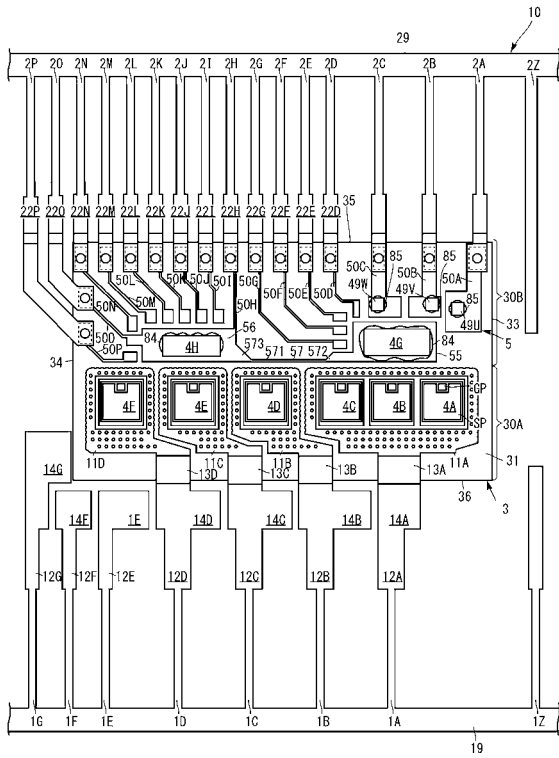 10
29
2P 2O 2N 2M 2L 2K 2J 2I 2H 2G 2F 2E 2D 2C 2B 2A 2Z
22P 22O 22N 22M 22L 22K 22J 22I 22H 22G 22F 22E 22D
35
50L 50K 50J 50I 50G 50F 50E 50D 50C 85 50B 85 50A
49W 49V
30B
50N 50M 50H 85
49U
33
50O
5
50P 84 4H 56 573 571 57 572 4G 84
55
34
4F 4E 4D 4C 4B 4A GP
SP
30A
11D 11C 11B 11A
31
14G 13D 13C 13B 13A
36
3
14F 1E 14D 14C 14B 14A
12G 12F 12E 12D 12C 12B 12A
1G 1F 1E 1D 1C 1B 1A 1Z
19